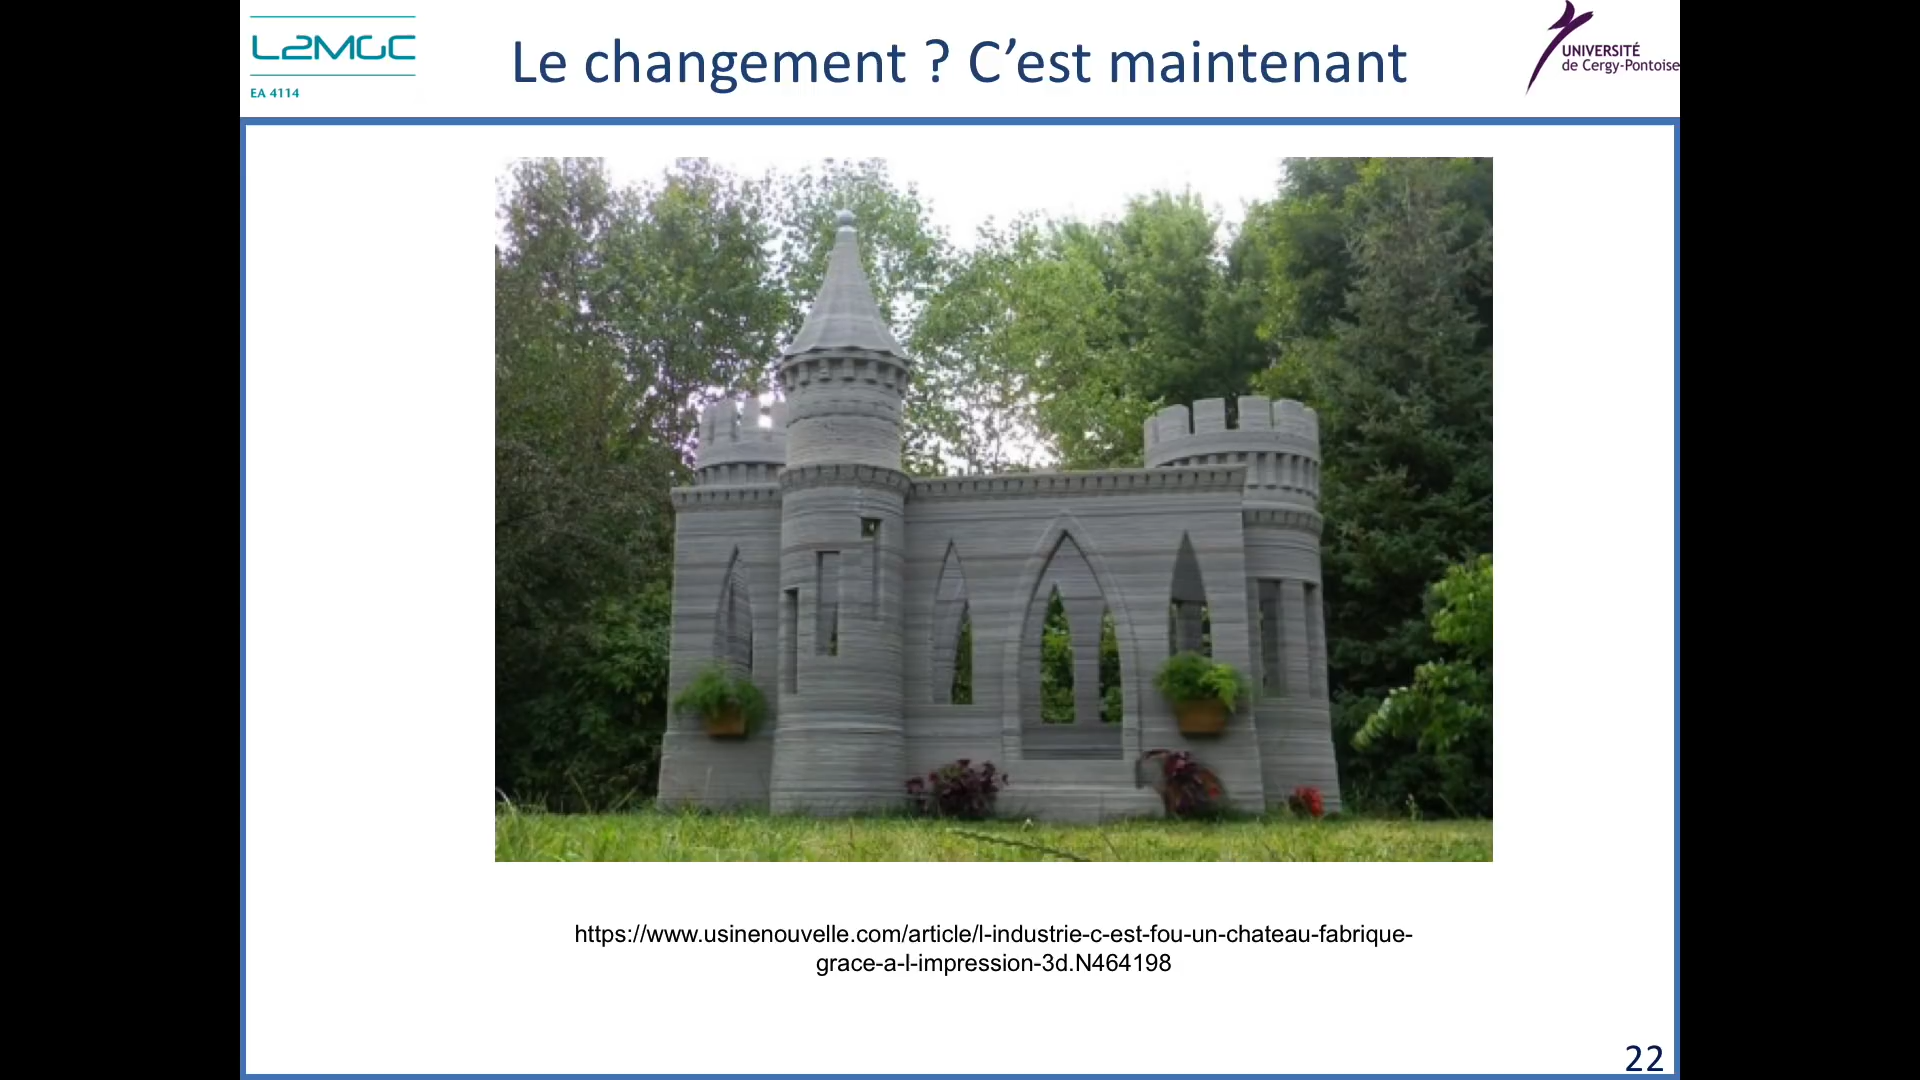 L2MGC
EA 4114
Le changement ? C’est maintenant
UNIVERSITÉ
de Cergy-Pontoise
https://www.usinenouvelle.com/article/l-industrie-c-est-fou-un-chateau-fabrique-
grace-a-l-impression-3d.N464198
22